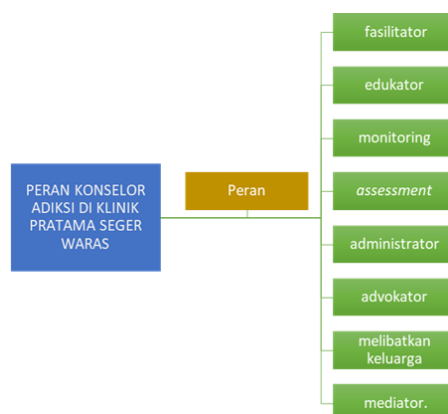 PERAN KONSELOR
ADIKSI DI KLINIK
PRATAMA SEGER
WARAS
Peran
fasilitator
edukator
monitoring
assessment
administrator
advokator
melibatkan
keluarga
mediator.